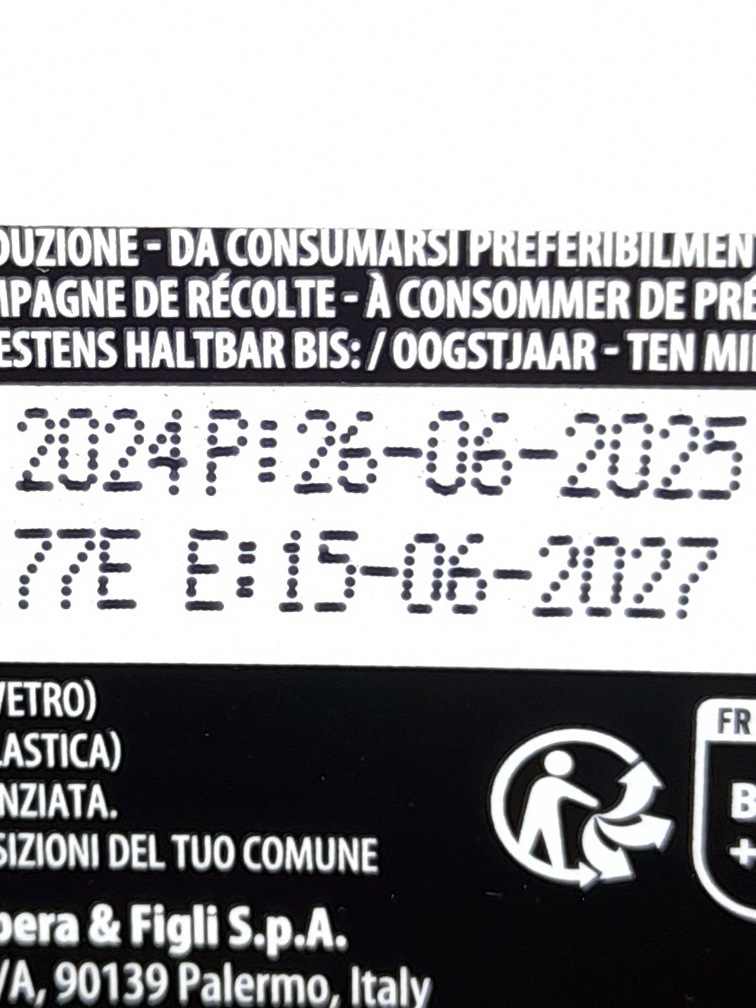 DUZIONE - DA CONSUMARSI PREFERIBILMEN
MPAGNE DE RÉCOLTE - À CONSOMMER DE PRÉ
ESTENS HALTBAR BIS: / OOGSTJAAR - TEN MI
2024 P:26-06-2025
77E E:15-06-2027
VETRO)
LASTICA)
NZIATA.
SIZIONI DEL TUO COMUNE
FR
B
+
bera & Figli S.p.A.
/A, 90139 Palermo, Italy